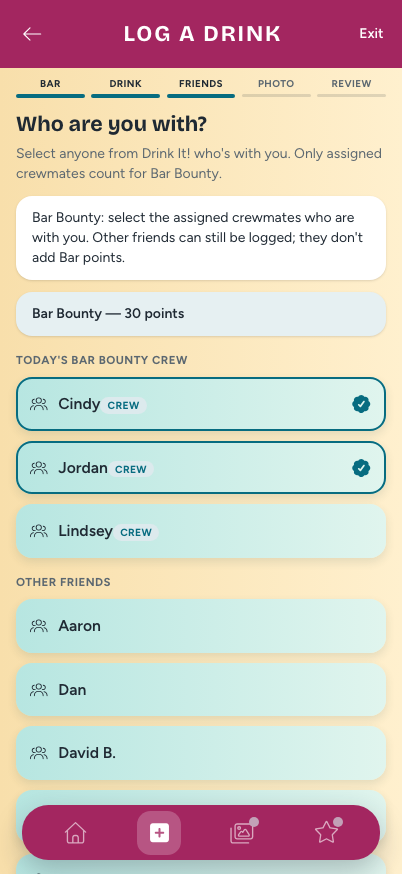 LOG A DRINK
Exit
BAR
DRINK
FRIENDS
PHOTO
REVIEW
Who are you with?
Select anyone from Drink It! who's with you. Only assigned
crewmates count for Bar Bounty.
Bar Bounty: select the assigned crewmates who are
with you. Other friends can still be logged; they don't
add Bar points.
Bar Bounty — 30 points
TODAY'S BAR BOUNTY CREW
Cindy CREW
Jordan CREW
Lindsey CREW
OTHER FRIENDS
Aaron
Dan
David B.